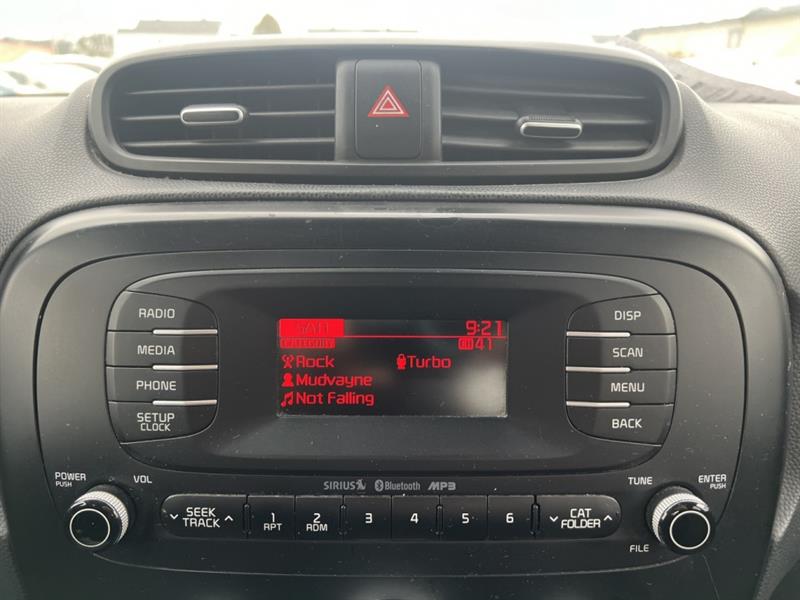 RADIO
MEDIA
PHONE
SETUP
CLOCK
SAT1 9:21
CATEGORY CH 41
Rock Turbo
Mudvayne
Not Falling
DISP
SCAN
MENU
BACK
POWER
PUSH
VOL
SIRIUS Bluetooth MP3
TUNE
ENTER
PUSH
SEEK
TRACK
1
RPT
2
RDM
3
4
5
6
CAT
FOLDER
FILE